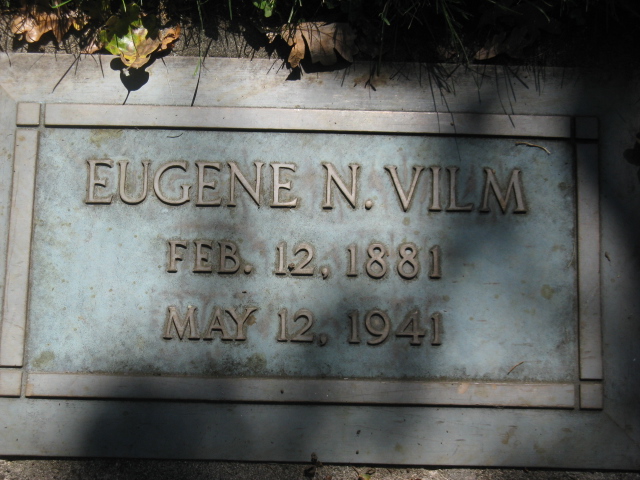 EUGENE N. VILM
FEB. 12, 1881
MAY 12, 1941